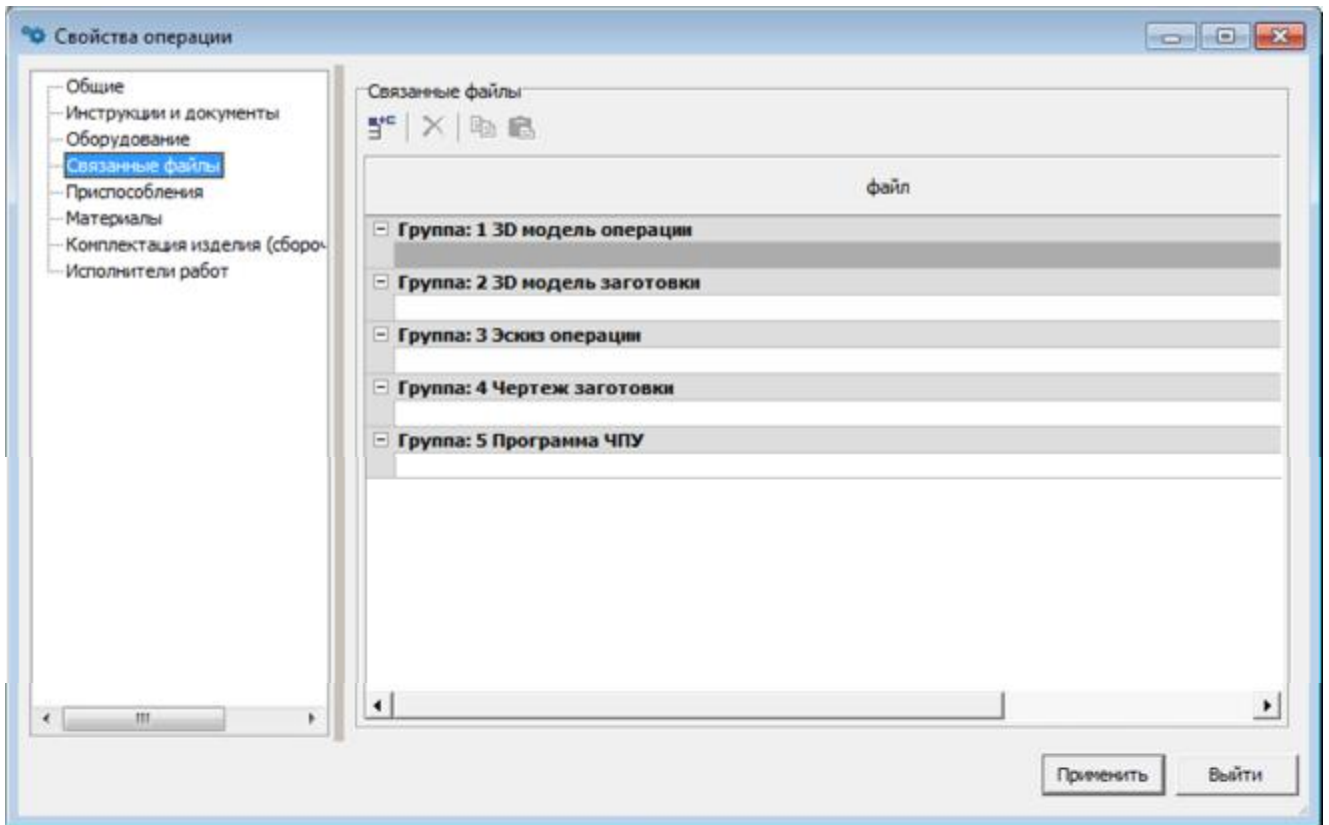 Свойства операции
Общие
Инструкции и документы
Оборудование
Связанные файлы
Приспособления
Материалы
Комплектация изделия (сбороч
Исполнители работ
Связанные файлы
файл
Группа: 1 3D модель операции
Группа: 2 3D модель заготовки
Группа: 3 Эскиз операции
Группа: 4 Чертеж заготовки
Группа: 5 Программа ЧПУ
Применить
Выйти